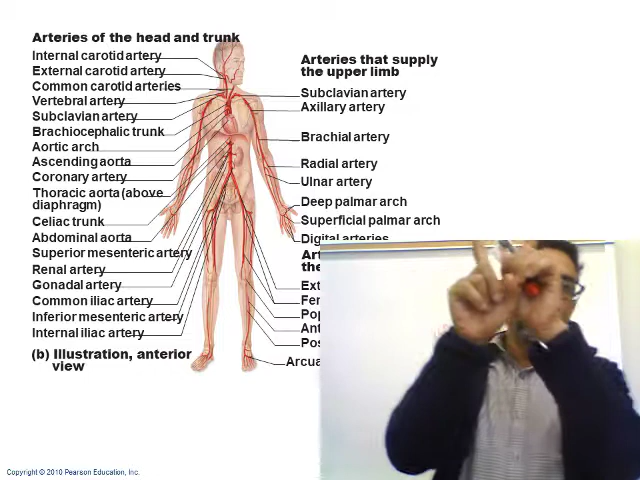 Arteries of the head and trunk
Internal carotid artery
External carotid artery
Common carotid arteries
Vertebral artery
Subclavian artery
Brachiocephalic trunk
Aortic arch
Ascending aorta
Coronary artery
Thoracic aorta (above
diaphragm)
Celiac trunk
Abdominal aorta
Superior mesenteric artery
Renal artery
Gonadal artery
Common iliac artery
Inferior mesenteric artery
Internal iliac artery
(b) Illustration, anterior
view
Arteries that supply
the upper limb
Subclavian artery
Axillary artery
Brachial artery
Radial artery
Ulnar artery
Deep palmar arch
Superficial palmar arch
Digital arteries
Copyright © 2010 Pearson Education, Inc.